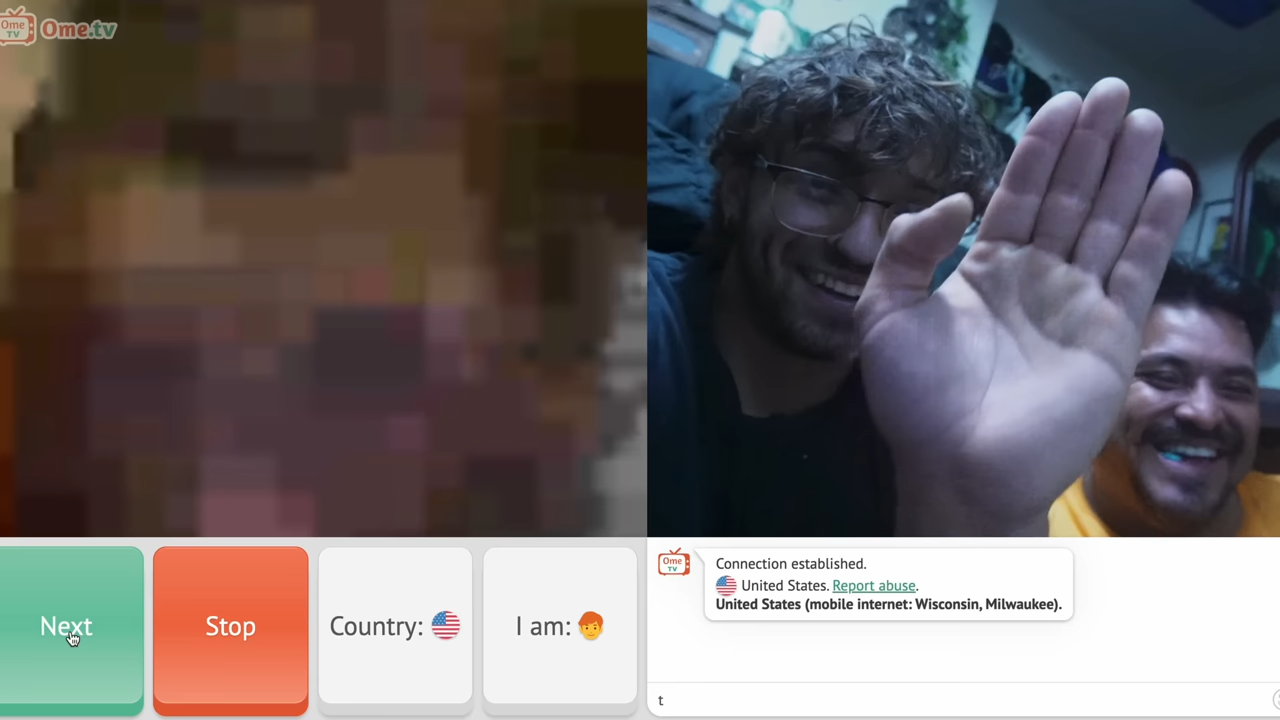 Ome
TV
Ome.tv
Next
Stop
Country:
I am:
Ome
TV
Connection established.
United States. Report abuse.
United States (mobile internet: Wisconsin, Milwaukee).
t